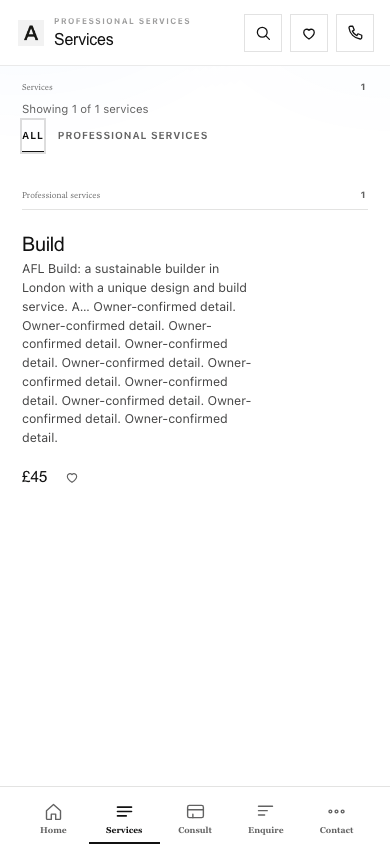 A
PROFESSIONAL SERVICES
Services
Services 1
Showing 1 of 1 services
ALL PROFESSIONAL SERVICES
Professional services 1
Build
AFL Build: a sustainable builder in
London with a unique design and build
service. A... Owner-confirmed detail.
Owner-confirmed detail. Owner-
confirmed detail. Owner-confirmed
detail. Owner-confirmed detail. Owner-
confirmed detail. Owner-confirmed
detail. Owner-confirmed detail. Owner-
confirmed detail. Owner-confirmed
detail.
£45
Home Services Consult Enquire Contact